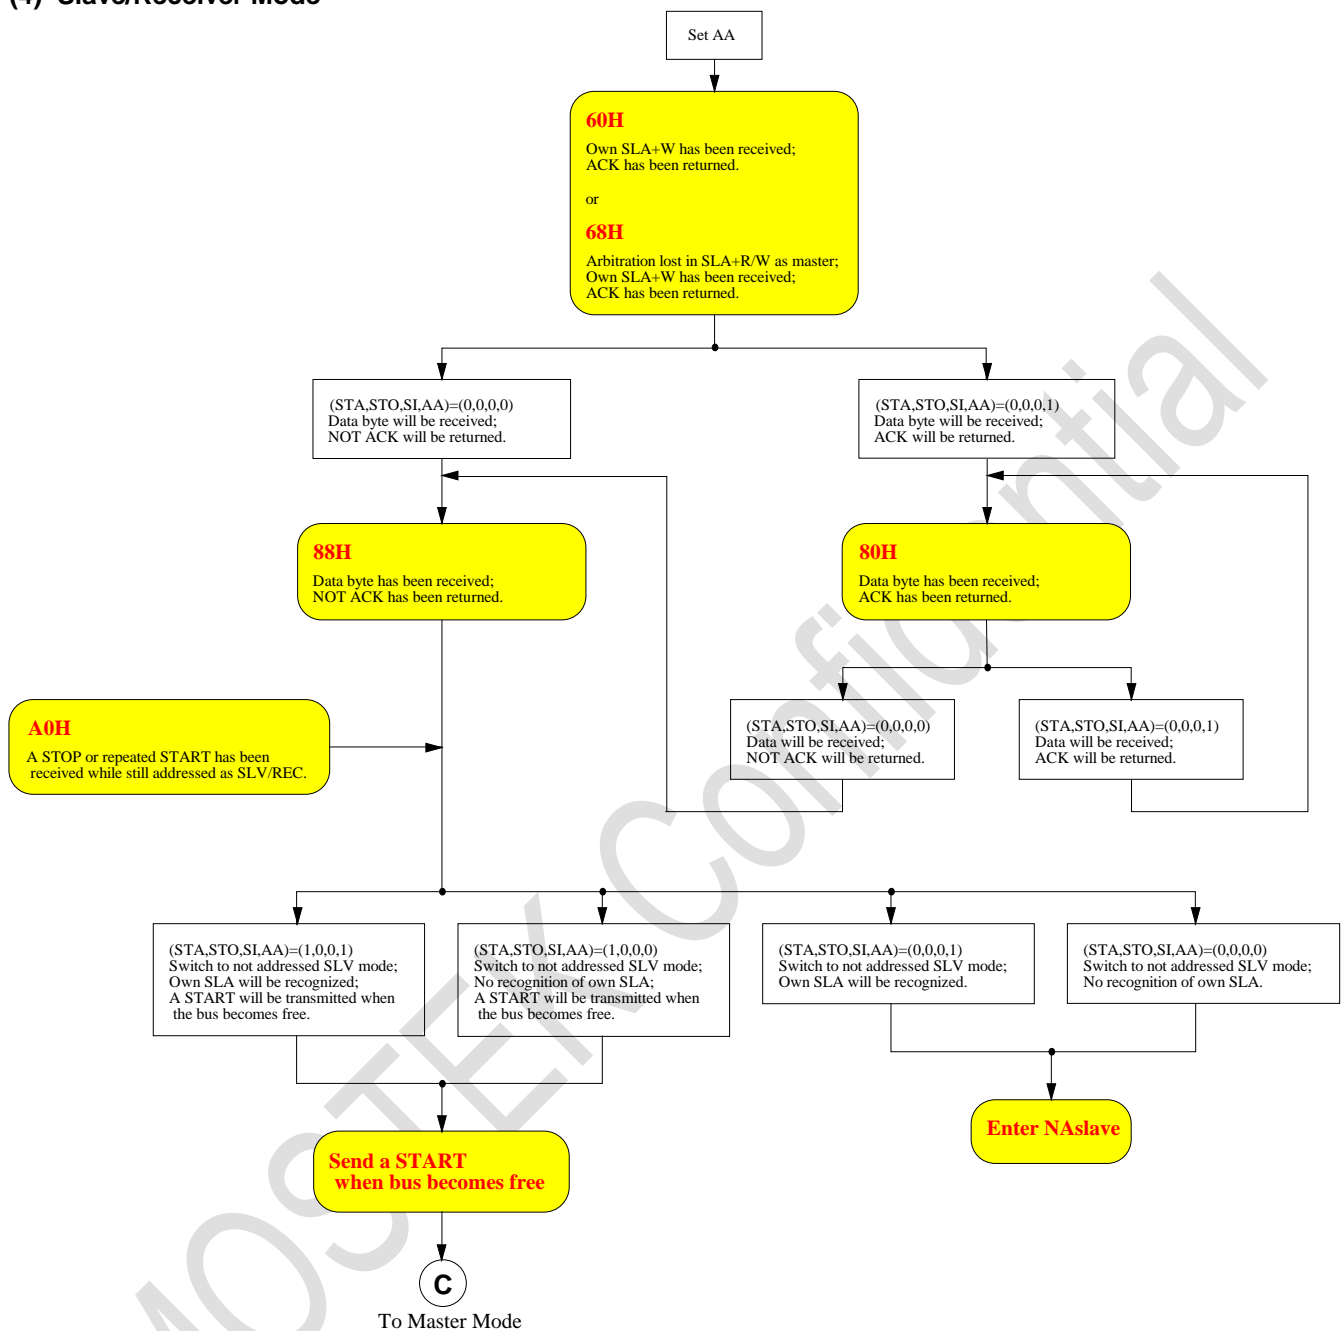 (4) Slave/Receiver Mode
Set AA
60H
Own SLA+W has been received;
ACK has been returned.
or
68H
Arbitration lost in SLA+R/W as master;
Own SLA+W has been received;
ACK has been returned.
(STA,STO,SI,AA)=(0,0,0,0)
Data byte will be received;
NOT ACK will be returned.
(STA,STO,SI,AA)=(0,0,0,1)
Data byte will be received;
ACK will be returned.
88H
Data byte has been received;
NOT ACK has been returned.
80H
Data byte has been received;
ACK has been returned.
(STA,STO,SI,AA)=(0,0,0,0)
Data will be received;
NOT ACK will be returned.
(STA,STO,SI,AA)=(0,0,0,1)
Data will be received;
ACK will be returned.
A0H
A STOP or repeated START has been
received while still addressed as SLV/REC.
(STA,STO,SI,AA)=(1,0,0,1)
Switch to not addressed SLV mode;
Own SLA will be recognized;
A START will be transmitted when
the bus becomes free.
(STA,STO,SI,AA)=(1,0,0,0)
Switch to not addressed SLV mode;
No recognition of own SLA;
A START will be transmitted when
the bus becomes free.
(STA,STO,SI,AA)=(0,0,0,1)
Switch to not addressed SLV mode;
Own SLA will be recognized.
(STA,STO,SI,AA)=(0,0,0,0)
Switch to not addressed SLV mode;
No recognition of own SLA.
Send a START
when bus becomes free
Enter NAslave
C
To Master Mode
MOSTEK Confidential